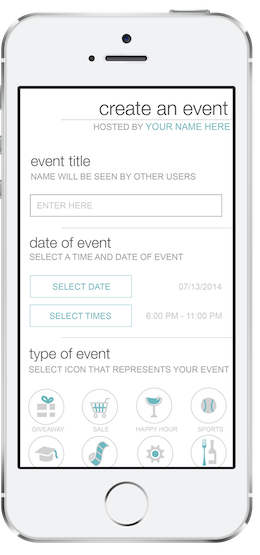 create an event
HOSTED BY YOUR NAME HERE
event title
NAME WILL BE SEEN BY OTHER USERS
ENTER HERE
date of event
SELECT A TIME AND DATE OF EVENT
SELECT DATE 07/13/2014
SELECT TIMES 6:00 PM - 11:00 PM
type of event
SELECT ICON THAT REPRESENTS YOUR EVENT
GIVEAWAY SALE HAPPY HOUR SPORTS